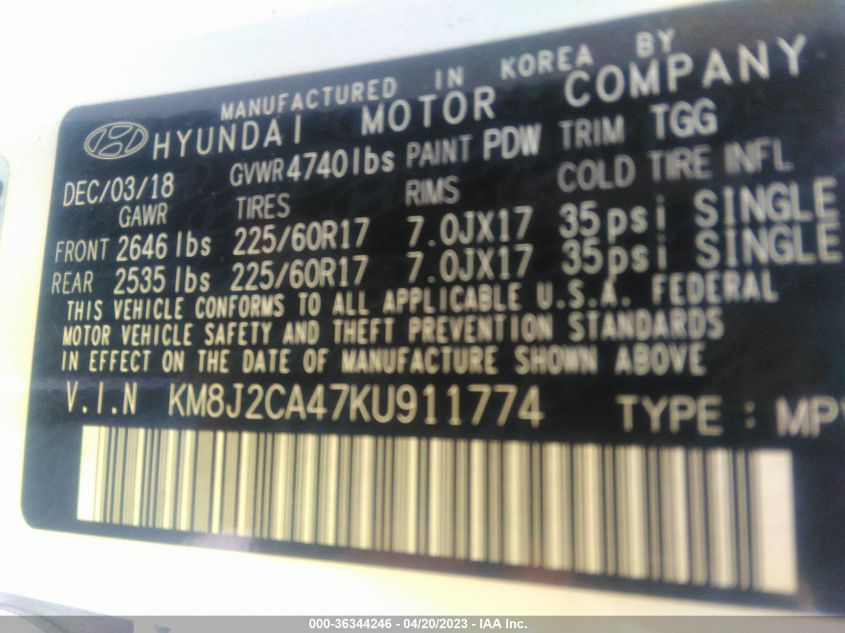 MANUFACTURED IN KOREA BY
HYUNDAI MOTOR COMPANY
DEC/03/18 GVWR 4740lbs PAINT PDW TRIM TGG
GAWR TIRES RIMS COLD TIRE INFL
FRONT 2646 lbs 225/60R17 7.0JX17 35psi SINGLE
REAR 2535 lbs 225/60R17 7.0JX17 35psi SINGLE
THIS VEHICLE CONFORMS TO ALL APPLICABLE U.S.A. FEDERAL
MOTOR VEHICLE SAFETY AND THEFT PREVENTION STANDARDS
IN EFFECT ON THE DATE OF MANUFACTURE SHOWN ABOVE
V.I.N KM8J2CA47KU911774 TYPE : MPV
000-36344246 - 04/20/2023 - IAA Inc.